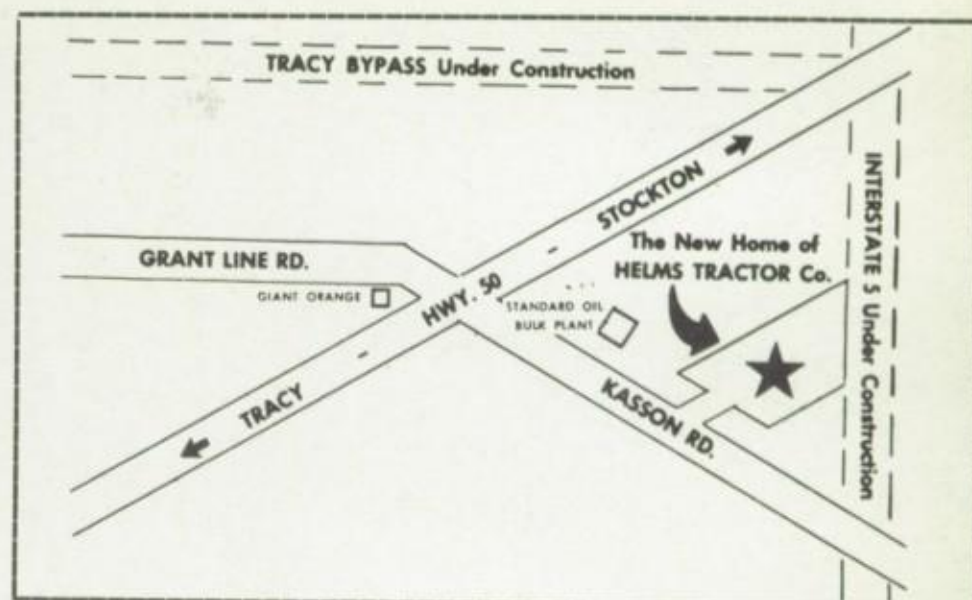 TRACY BYPASS Under Construction
STOCKTON
INTERSTATE 5 Under Construction
The New Home of
HELMS TRACTOR Co.
GRANT LINE RD.
GIANT ORANGE
HWY. 50
STANDARD OIL
BULK PLANT
TRACY
KASSON RD.